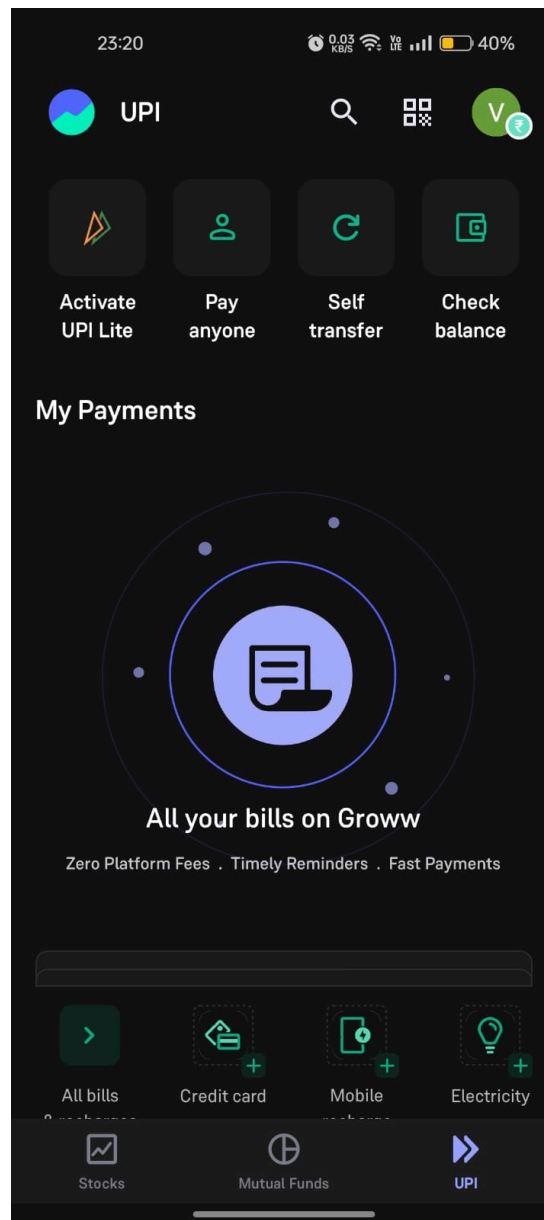 23:20
0.03 KB/S Vo LTE 40%
UPI
V
₹
Activate
UPI Lite
Pay
anyone
Self
transfer
Check
balance
My Payments
All your bills on Groww
Zero Platform Fees . Timely Reminders . Fast Payments
All bills
Credit card
Mobile
Electricity
Stocks
Mutual Funds
UPI